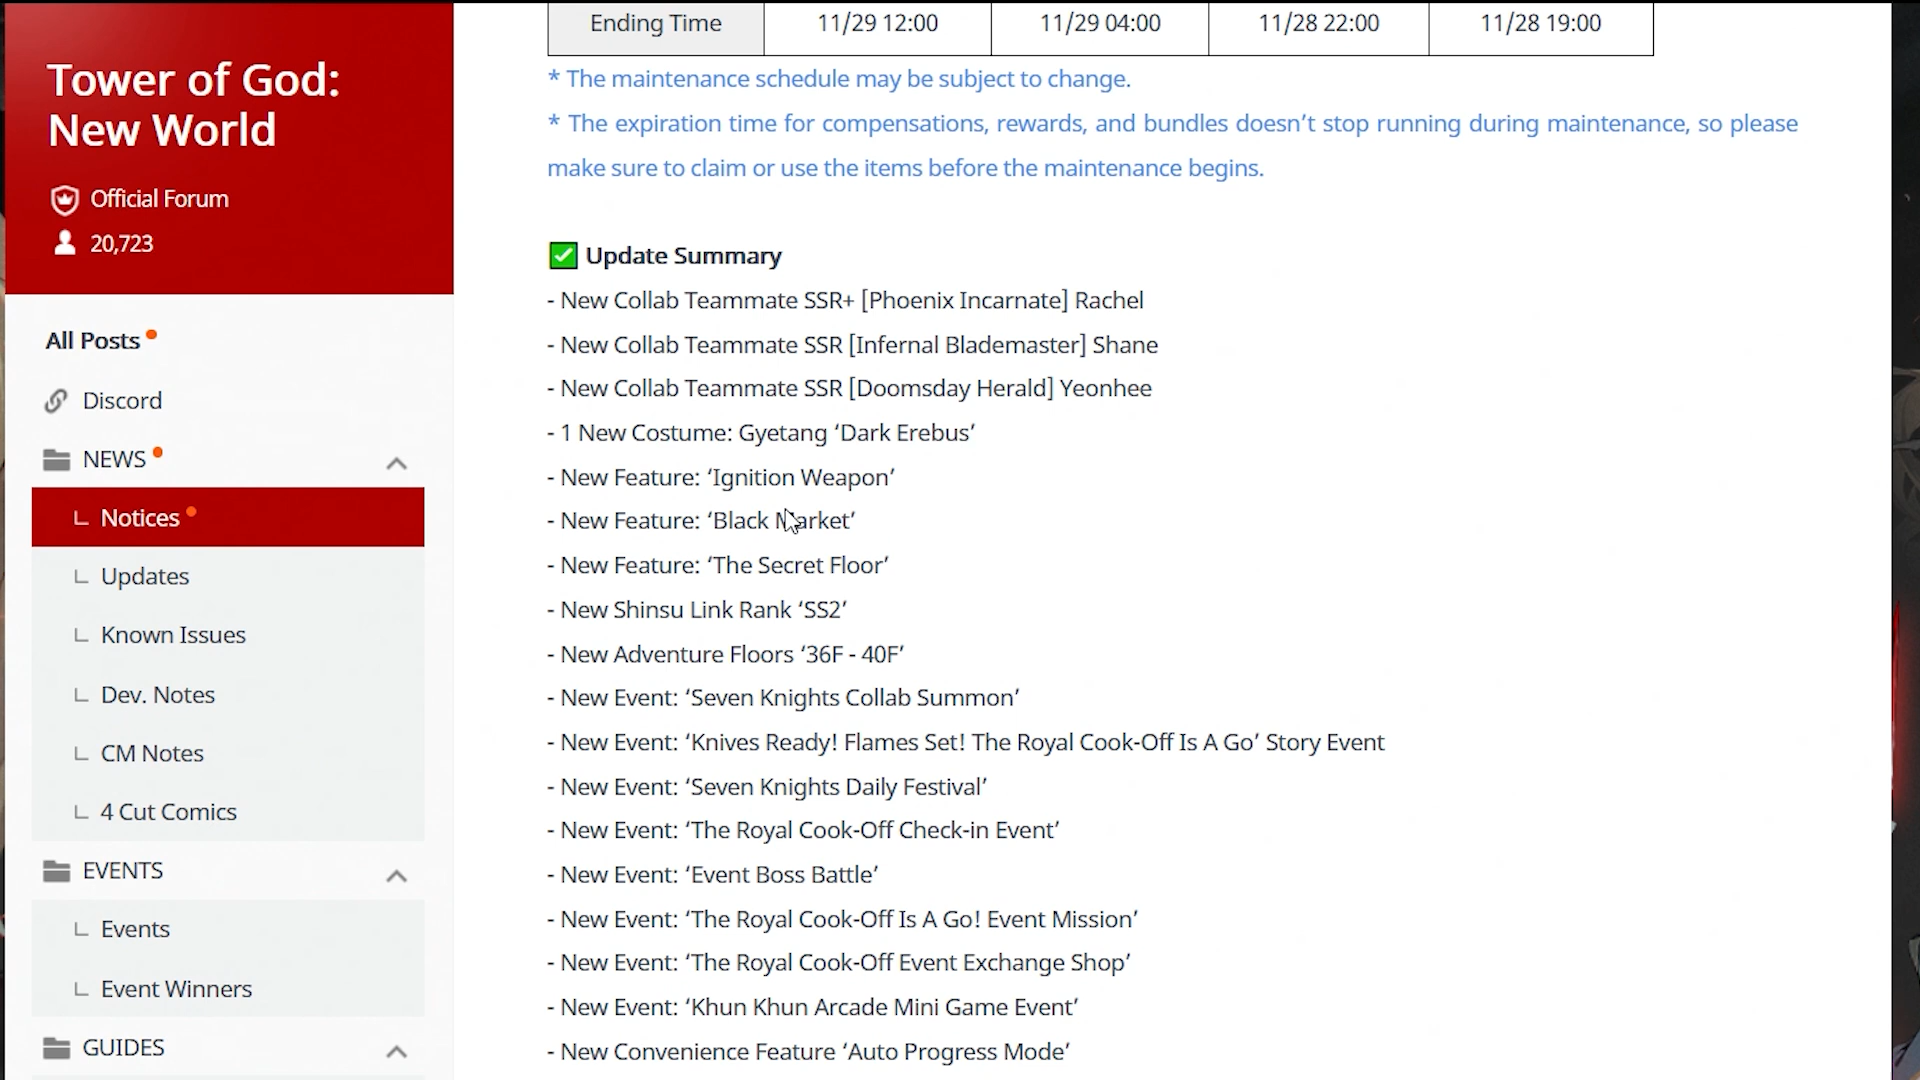 Tower of God:
New World
Official Forum
20,723
All Posts
Discord
NEWS
Notices
Updates
Known Issues
Dev. Notes
CM Notes
4 Cut Comics
EVENTS
Events
Event Winners
GUIDES
Ending Time 11/29 12:00 11/29 04:00 11/28 22:00 11/28 19:00
* The maintenance schedule may be subject to change.
* The expiration time for compensations, rewards, and bundles doesn’t stop running during maintenance, so please
make sure to claim or use the items before the maintenance begins.
✅ Update Summary
- New Collab Teammate SSR+ [Phoenix Incarnate] Rachel
- New Collab Teammate SSR [Infernal Blademaster] Shane
- New Collab Teammate SSR [Doomsday Herald] Yeonhee
- 1 New Costume: Gyetang ‘Dark Erebus’
- New Feature: ‘Ignition Weapon’
- New Feature: ‘Black Market’
- New Feature: ‘The Secret Floor’
- New Shinsu Link Rank ‘SS2’
- New Adventure Floors ‘36F - 40F’
- New Event: ‘Seven Knights Collab Summon’
- New Event: ‘Knives Ready! Flames Set! The Royal Cook-Off Is A Go’ Story Event
- New Event: ‘Seven Knights Daily Festival’
- New Event: ‘The Royal Cook-Off Check-in Event’
- New Event: ‘Event Boss Battle’
- New Event: ‘The Royal Cook-Off Is A Go! Event Mission’
- New Event: ‘The Royal Cook-Off Event Exchange Shop’
- New Event: ‘Khun Khun Arcade Mini Game Event’
- New Convenience Feature ‘Auto Progress Mode’